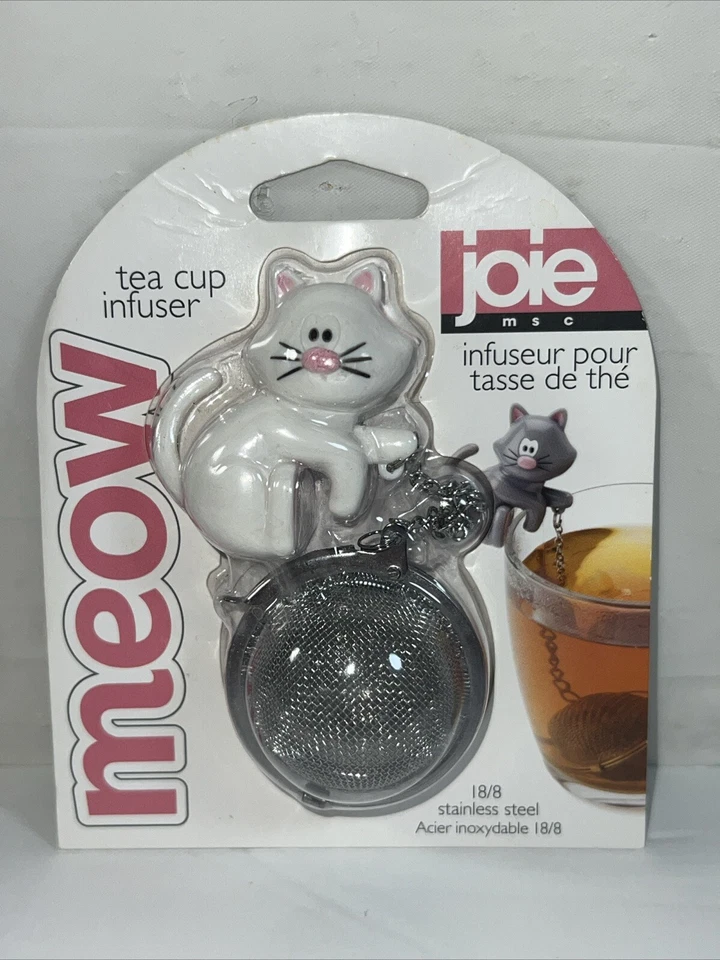 tea cup
infuser
meow
joie
msc
infuseur pour
tasse de thé
18/8
stainless steel
Acier inoxydable 18/8